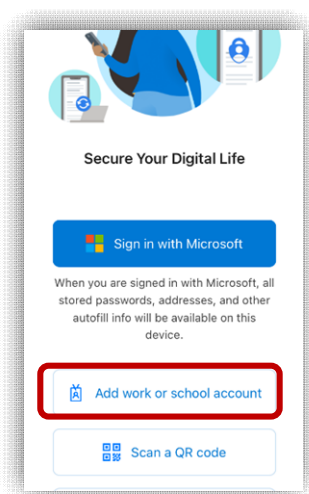 Secure Your Digital Life
Sign in with Microsoft
When you are signed in with Microsoft, all
stored passwords, addresses, and other
autofill info will be available on this
device.
Add work or school account
Scan a QR code